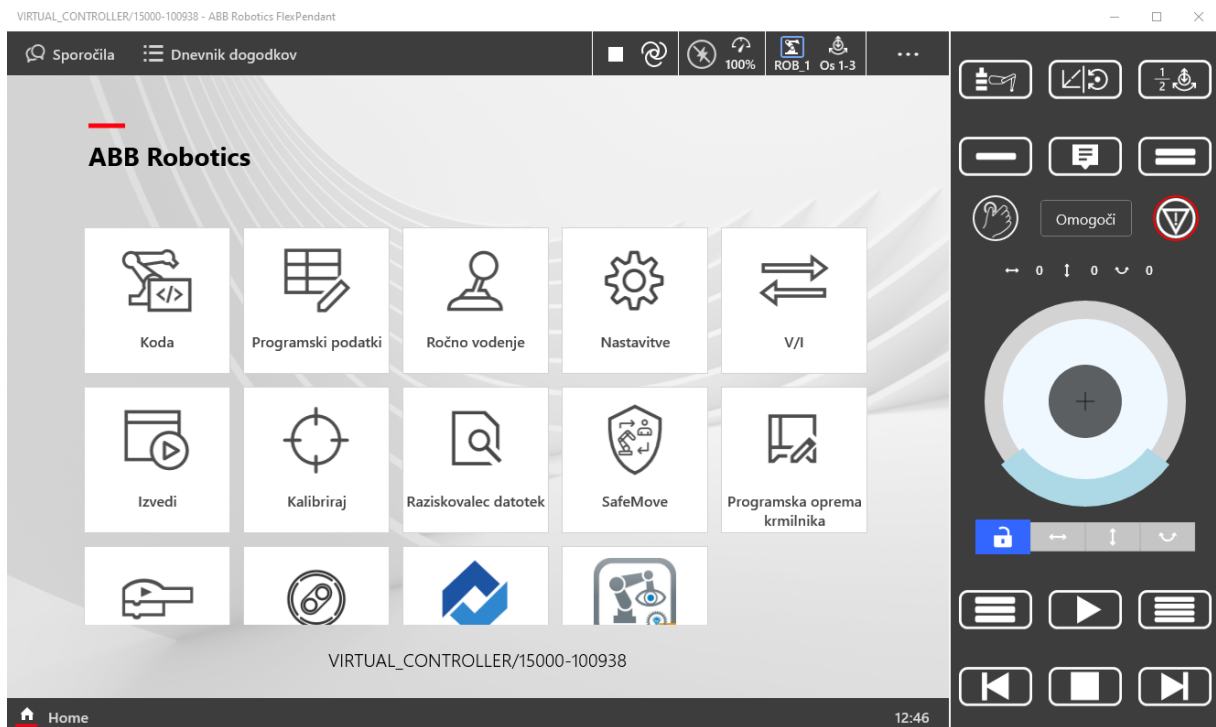 VIRTUAL_CONTROLLER/15000-100938 - ABB Robotics FlexPendant
Sporočila
Dnevnik dogodkov
100%
ROB_1
Os 1-3
...
ABB Robotics
Koda
Programski podatki
Ročno vodenje
Nastavitve
V/I
Izvedi
Kalibriraj
Raziskovalec datotek
SafeMove
Programska oprema
krmilnika
VIRTUAL_CONTROLLER/15000-100938
Home
12:46
1
2
Omogoči
0 0 0